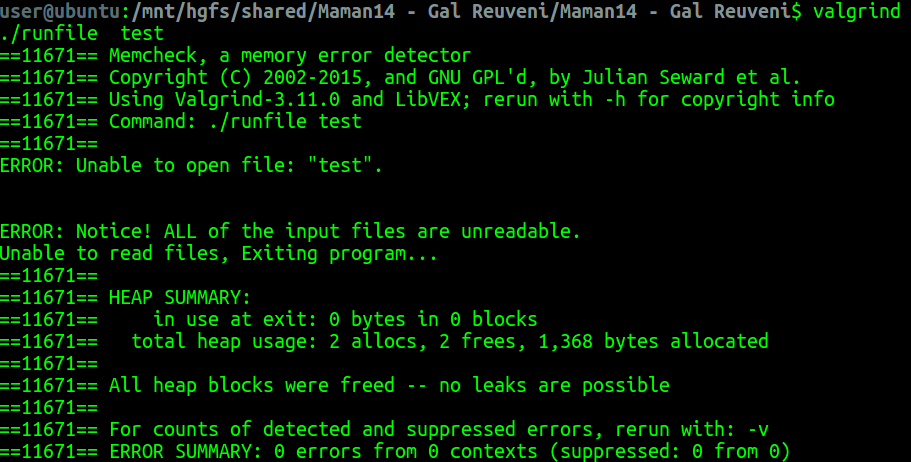 user@ubuntu:/mnt/hgfs/shared/Maman14 - Gal Reuveni/Maman14 - Gal Reuveni$ valgrind
./runfile  test
==11671== Memcheck, a memory error detector
==11671== Copyright (C) 2002-2015, and GNU GPL'd, by Julian Seward et al.
==11671== Using Valgrind-3.11.0 and LibVEX; rerun with -h for copyright info
==11671== Command: ./runfile test
==11671==
ERROR: Unable to open file: "test".
ERROR: Notice! ALL of the input files are unreadable.
Unable to read files, Exiting program...
==11671==
==11671== HEAP SUMMARY:
==11671==     in use at exit: 0 bytes in 0 blocks
==11671==   total heap usage: 2 allocs, 2 frees, 1,368 bytes allocated
==11671==
==11671== All heap blocks were freed -- no leaks are possible
==11671==
==11671== For counts of detected and suppressed errors, rerun with: -v
==11671== ERROR SUMMARY: 0 errors from 0 contexts (suppressed: 0 from 0)